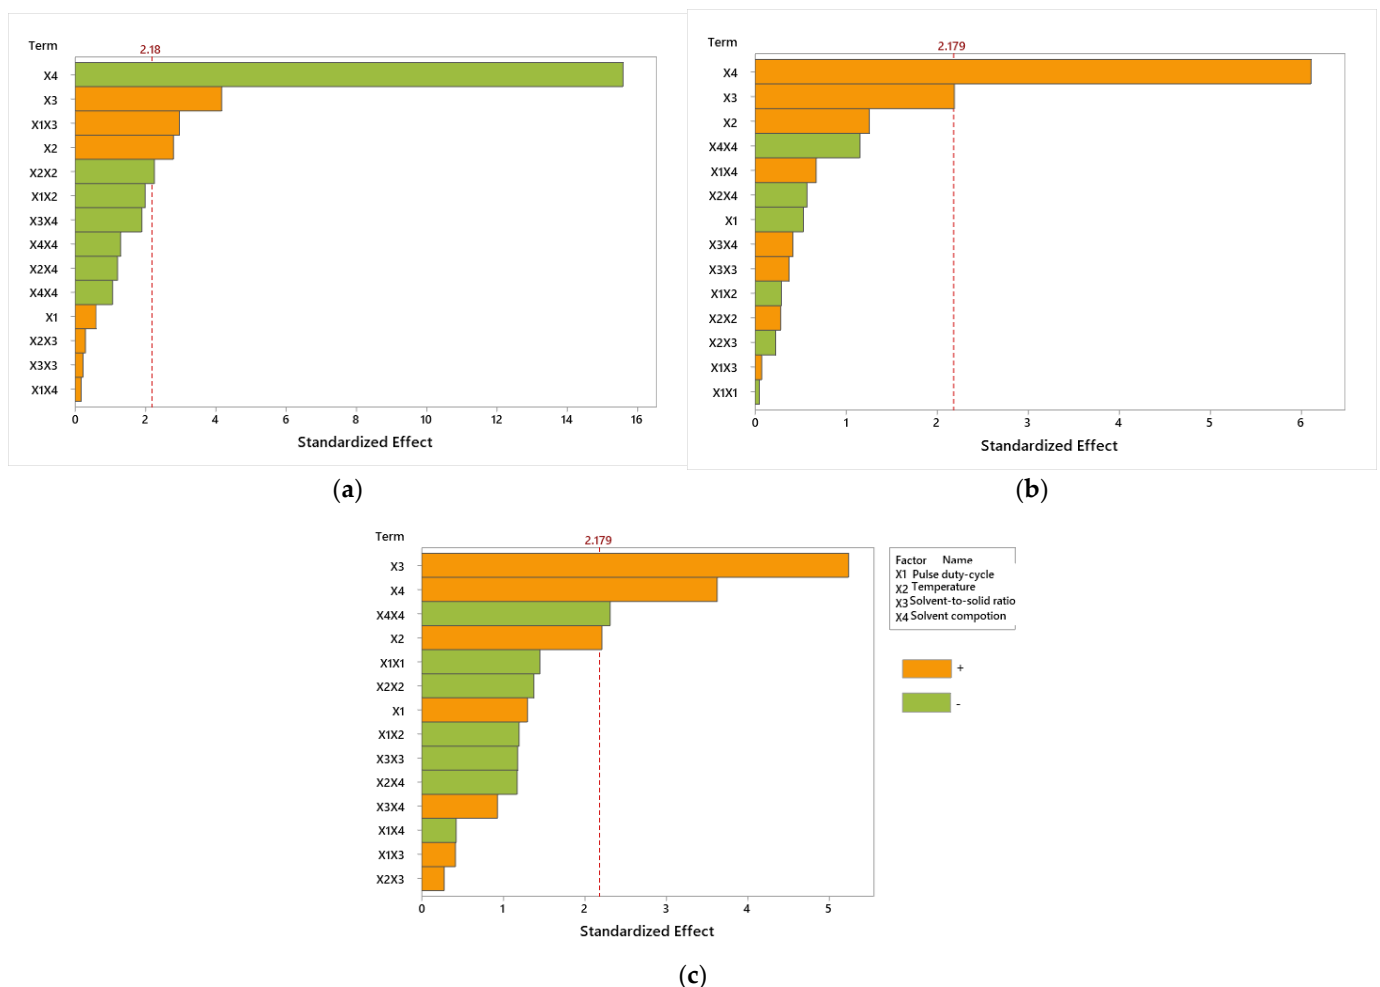 Term
2.18
X4
X3
X1X3
X2
X2X2
X1X2
X3X4
X4X4
X2X4
X4X4
X1
X2X3
X3X3
X1X4
0 2 4 6 8 10 12 14 16
Standardized Effect
(a)
Term
2.179
X4
X3
X2
X4X4
X1X4
X2X4
X1
X3X4
X3X3
X1X2
X2X2
X2X3
X1X3
X1X1
0 1 2 3 4 5 6
Standardized Effect
(b)
Term
2.179
X3
X4
X4X4
X2
X1X1
X2X2
X1
X1X2
X3X3
X2X4
X3X4
X1X4
X1X3
X2X3
0 1 2 3 4 5
Standardized Effect
Factor Name
X1 Pulse duty-cycle
X2 Temperature
X3 Solvent-to-solid ratio
X4 Solvent compotion
+
-
(c)